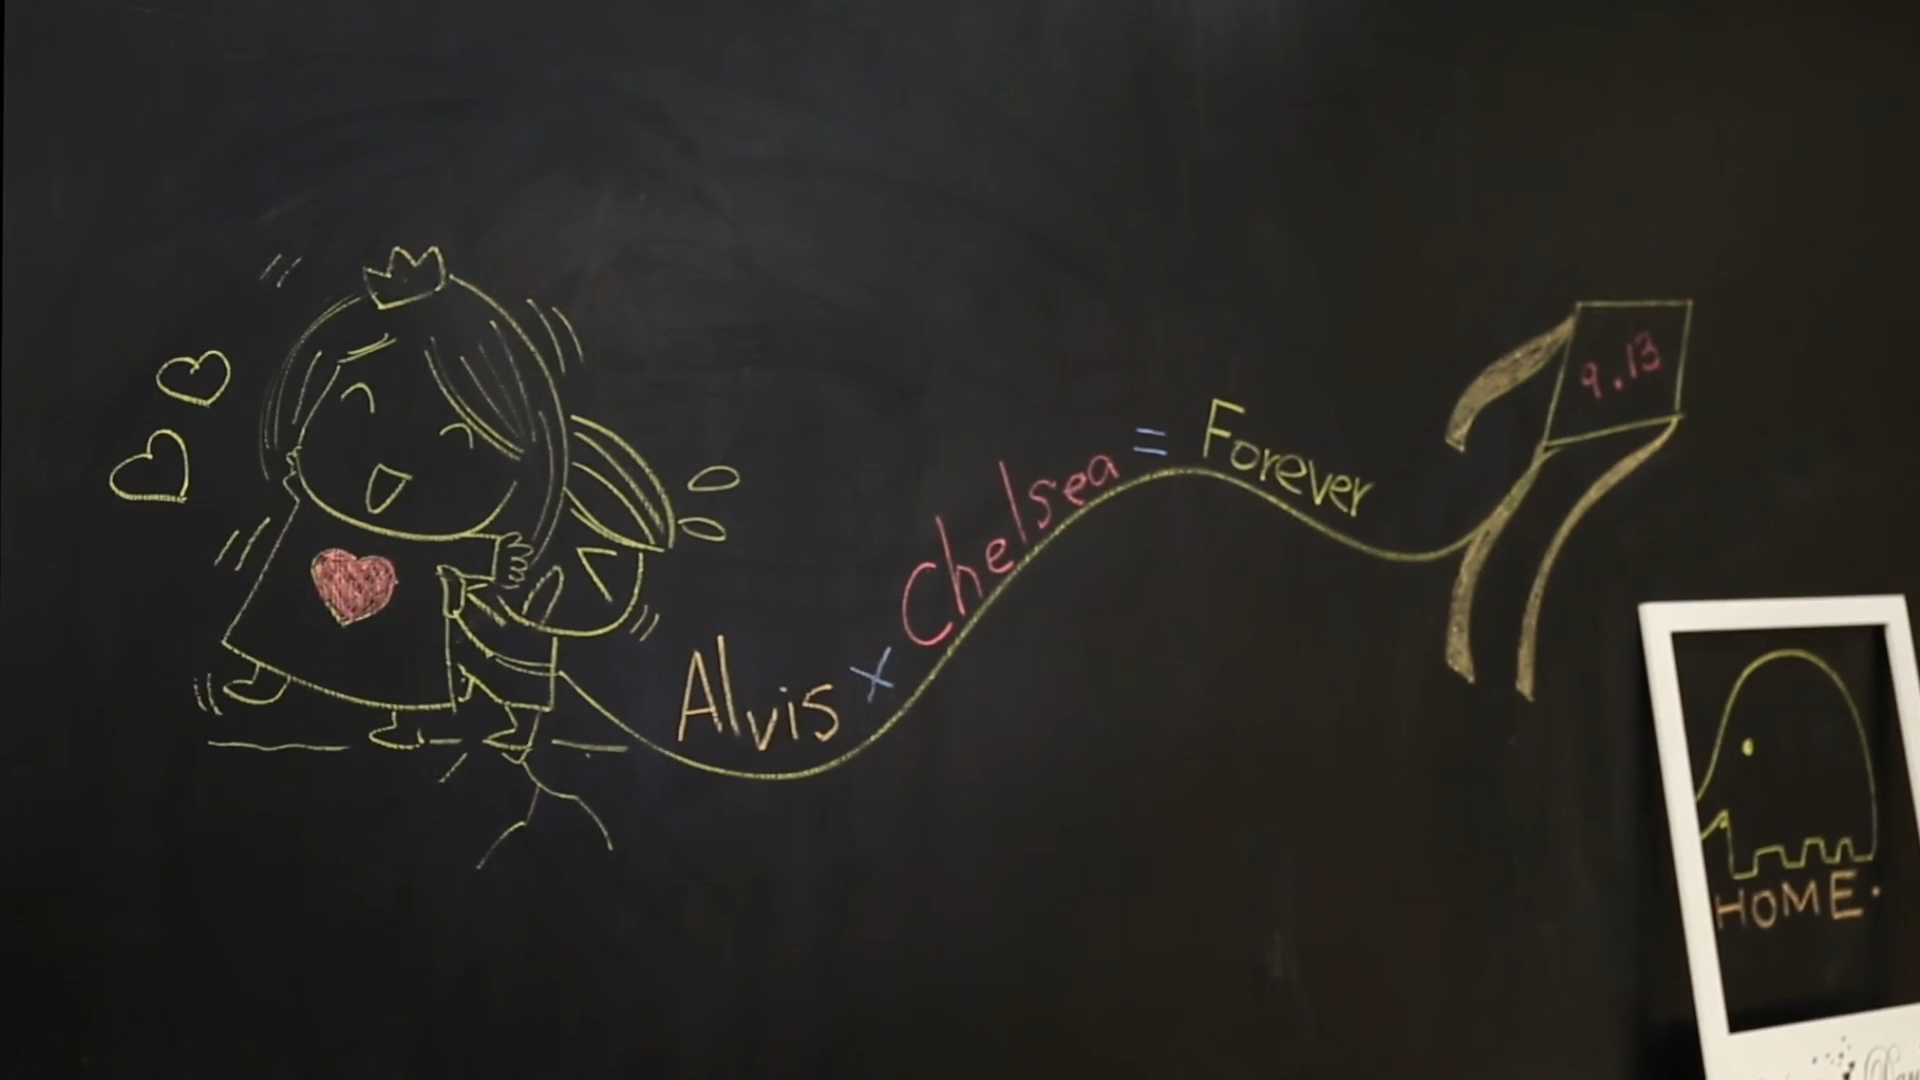 Alvis x Chelsea = Forever
9.13
HOME.